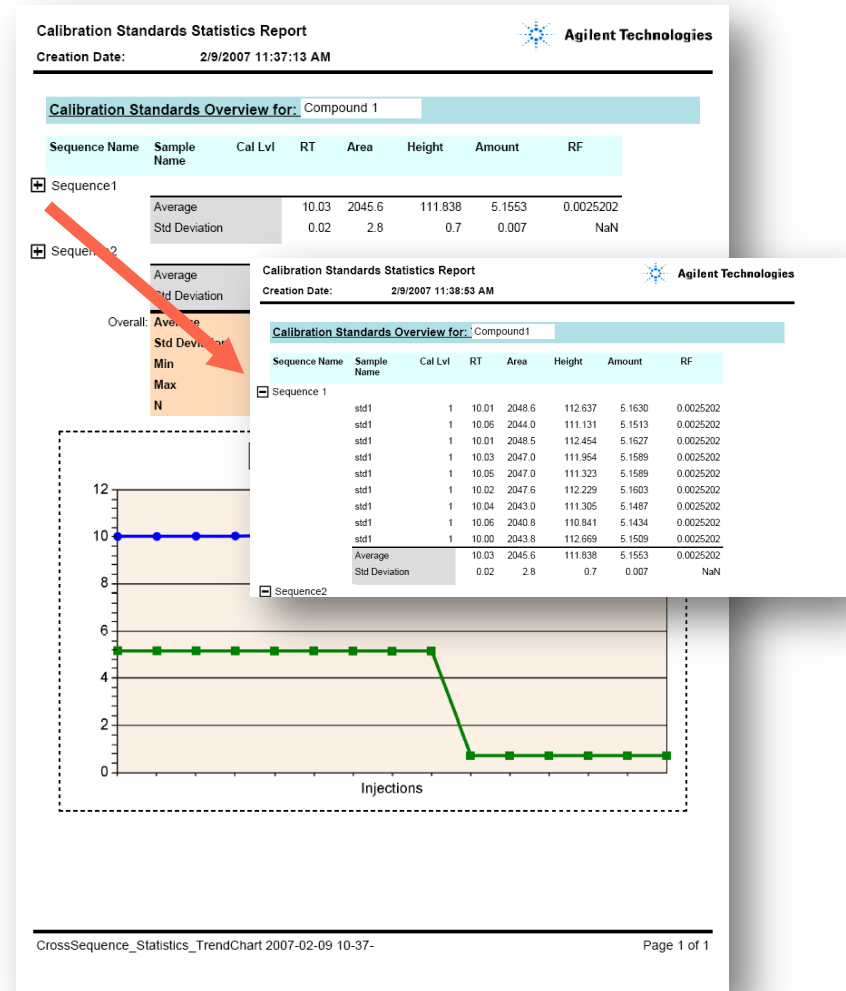 Calibration Standards Statistics Report
Agilent Technologies
Creation Date: 2/9/2007 11:37:13 AM
Calibration Standards Overview for: Compound 1
Sequence Name Sample Name Cal Lvl RT Area Height Amount RF
Sequence1
Average 10.03 2045.6 111.838 5.1553 0.0025202
Std Deviation 0.02 2.8 0.7 0.007 NaN
Sequence2
Average
Std Deviation
Overall: Average
Std Deviation
Min
Max
N
Calibration Standards Statistics Report
Agilent Technologies
Creation Date: 2/9/2007 11:38:53 AM
Calibration Standards Overview for: Compound1
Sequence Name Sample Name Cal Lvl RT Area Height Amount RF
Sequence 1
std1 1 10.01 2048.6 112.637 5.1630 0.0025202
std1 1 10.06 2044.0 111.131 5.1513 0.0025202
std1 1 10.01 2048.5 112.454 5.1627 0.0025202
std1 1 10.03 2047.0 111.954 5.1589 0.0025202
std1 1 10.05 2047.0 111.323 5.1589 0.0025202
std1 1 10.02 2047.6 112.229 5.1603 0.0025202
std1 1 10.04 2043.0 111.305 5.1487 0.0025202
std1 1 10.06 2040.8 110.841 5.1434 0.0025202
std1 1 10.00 2043.8 112.669 5.1509 0.0025202
Average 10.03 2045.6 111.838 5.1553 0.0025202
Std Deviation 0.02 2.8 0.7 0.007 NaN
Sequence2
12
10
8
6
4
2
0
Injections
CrossSequence_Statistics_TrendChart 2007-02-09 10-37-
Page 1 of 1